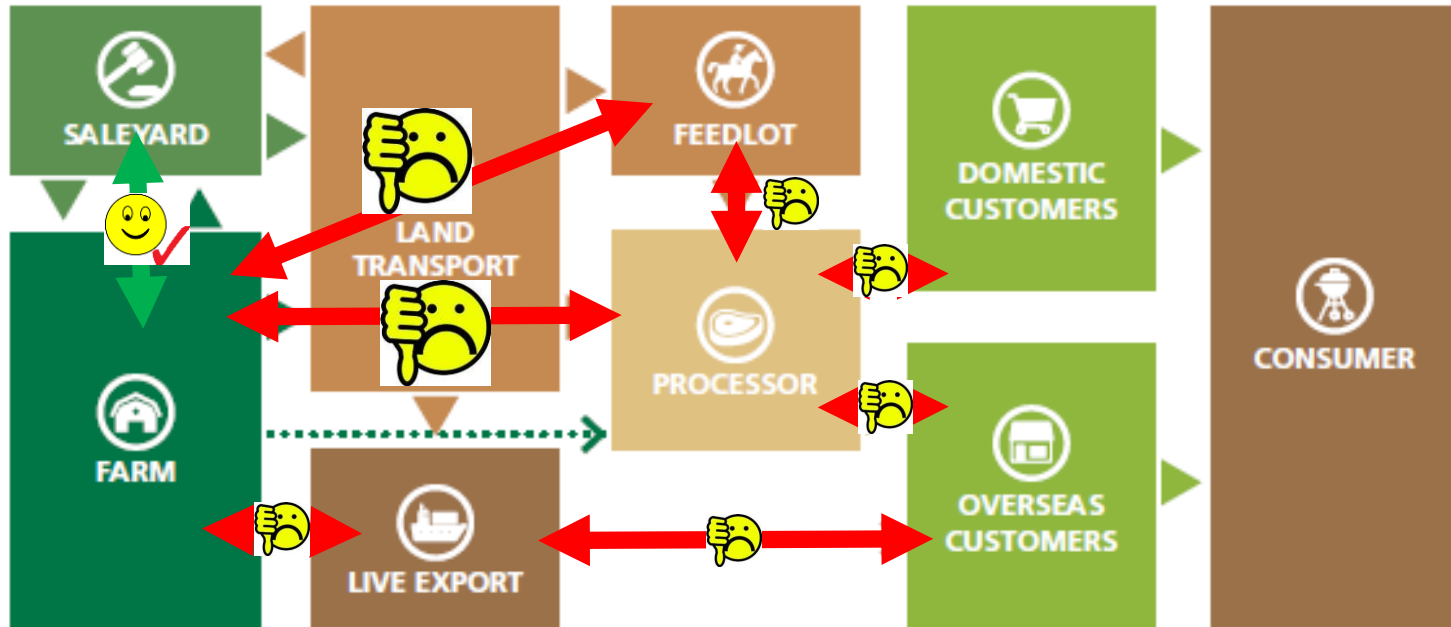 SALEYARD
FEEDLOT
DOMESTIC
CUSTOMERS
LAND
TRANSPORT
CONSUMER
PROCESSOR
FARM
OVERSEAS
CUSTOMERS
LIVE EXPORT